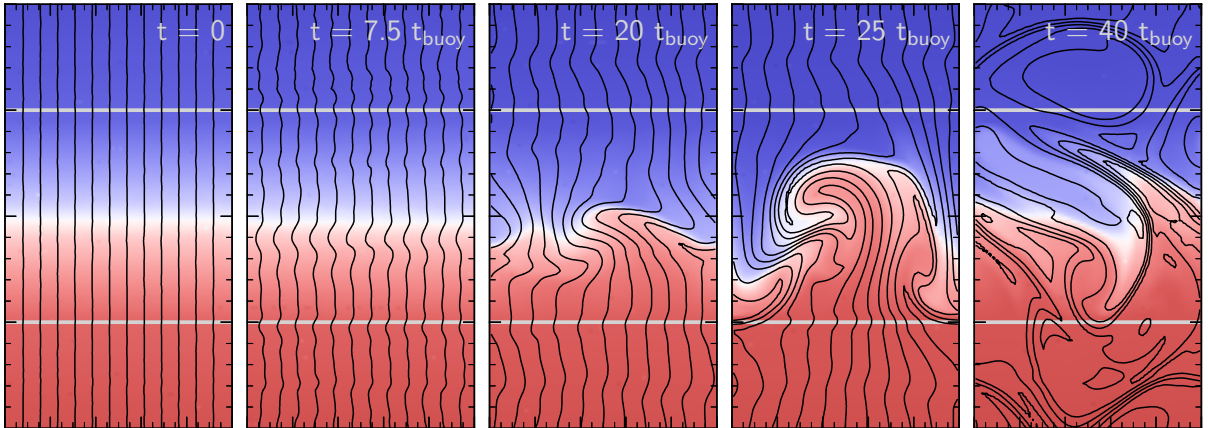 t = 0
t = 7.5 t_buoy
t = 20 t_buoy
t = 25 t_buoy
t = 40 t_buoy